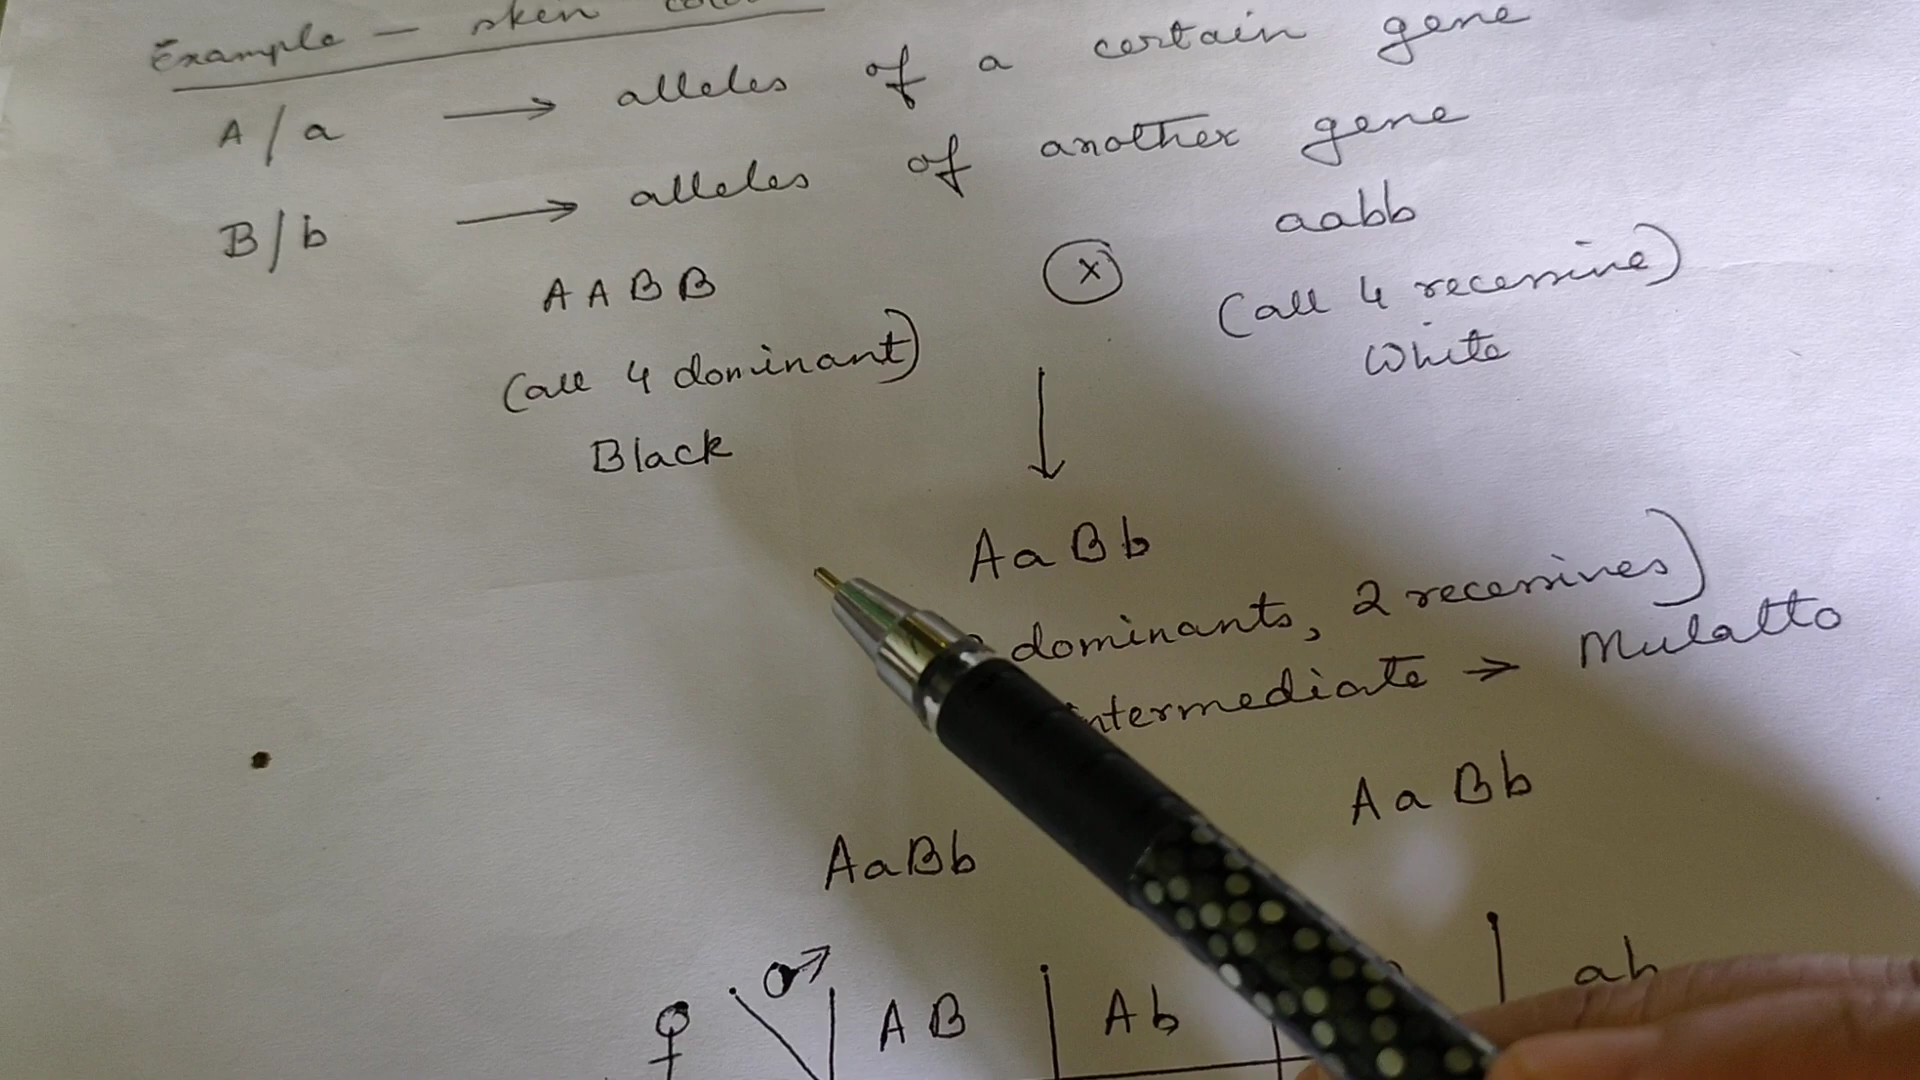 Example — skin
A/a → alleles of a certain gene
B/b → alleles of another gene
AABB × aabb
(all 4 dominant) (all 4 recessive)
Black White
↓
AaBb
dominants, 2 recessives)
intermediate → Mulatto
AaBb AaBb
♀ ♂ AB Ab ab